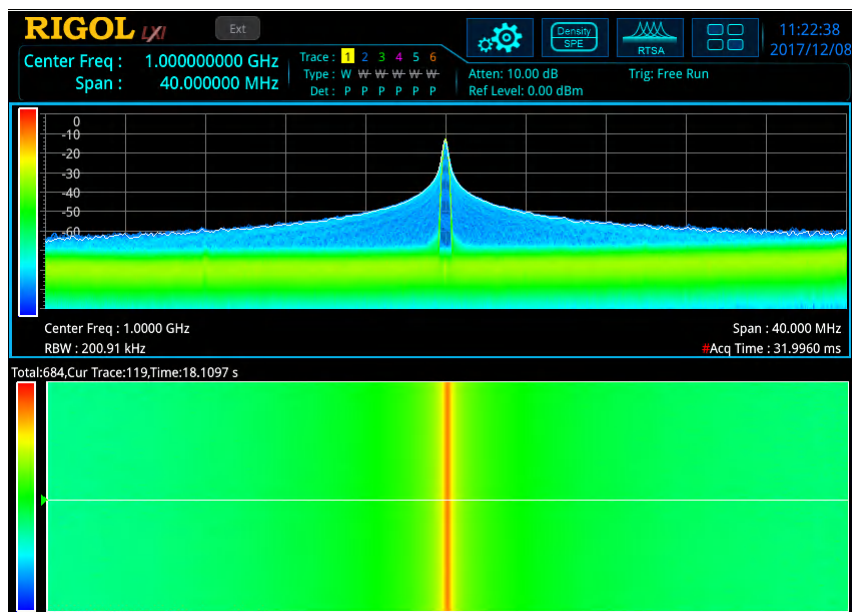 RIGOL LXI Ext
Density
SPE
RTSA
11:22:38
2017/12/08
Center Freq : 1.000000000 GHz
Span : 40.000000 MHz
Trace : 1 2 3 4 5 6
Type : W W W W W W
Det : P P P P P P
Atten: 10.00 dB
Ref Level: 0.00 dBm
Trig: Free Run
0
-10
-20
-30
-40
-50
-60
Center Freq : 1.0000 GHz
Span : 40.000 MHz
RBW : 200.91 kHz
#Acq Time : 31.9960 ms
Total:684,Cur Trace:119,Time:18.1097 s